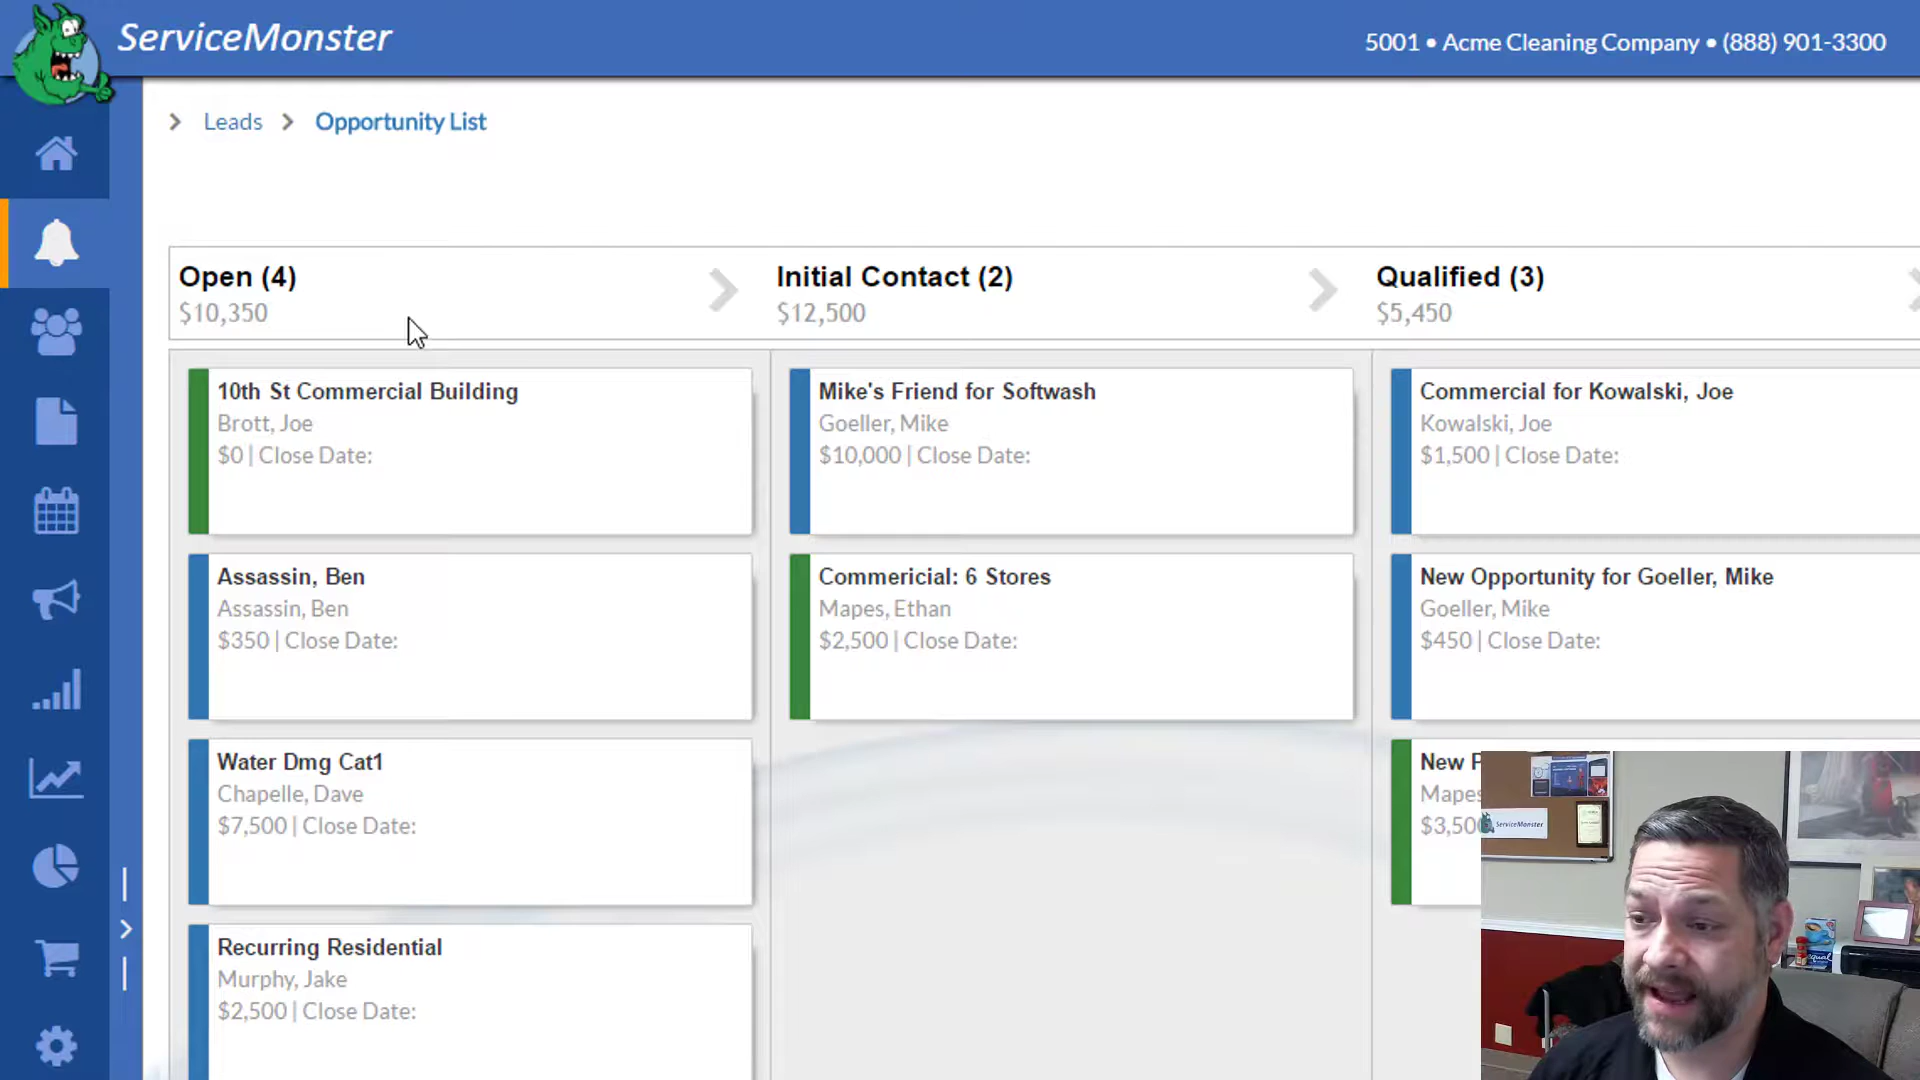 ServiceMonster
5001 • Acme Cleaning Company • (888) 901-3300
Leads
Opportunity List
Open (4)
$10,350
Initial Contact (2)
$12,500
Qualified (3)
$5,450
10th St Commercial Building
Brott, Joe
$0 | Close Date:
Assassin, Ben
Assassin, Ben
$350 | Close Date:
Water Dmg Cat1
Chapelle, Dave
$7,500 | Close Date:
Recurring Residential
Murphy, Jake
$2,500 | Close Date:
Mike's Friend for Softwash
Goeller, Mike
$10,000 | Close Date:
Commericial: 6 Stores
Mapes, Ethan
$2,500 | Close Date:
Commercial for Kowalski, Joe
Kowalski, Joe
$1,500 | Close Date:
New Opportunity for Goeller, Mike
Goeller, Mike
$450 | Close Date:
New
Mapes
$3,50
ServiceMonster